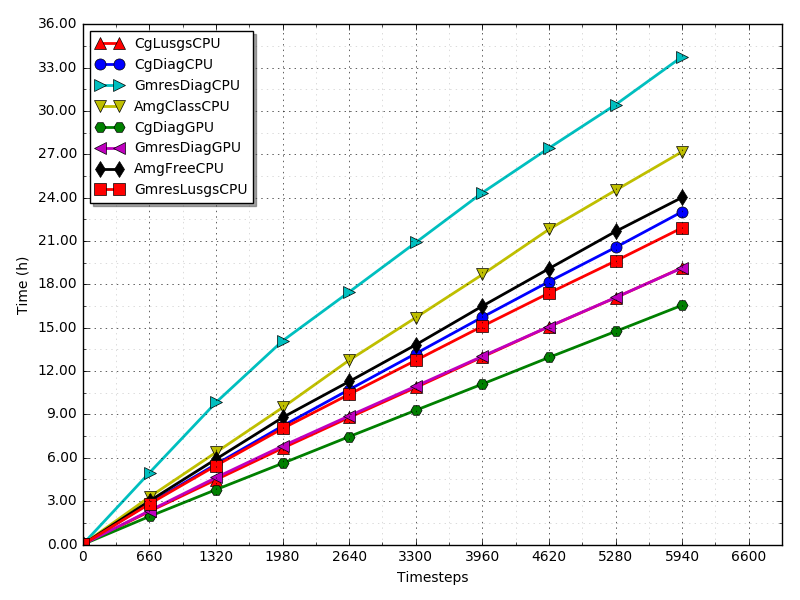 36.00
33.00
30.00
27.00
24.00
21.00
18.00
15.00
12.00
9.00
6.00
3.00
0.00
Time (h)
CgLusgsCPU
CgDiagCPU
GmresDiagCPU
AmgClassCPU
CgDiagGPU
GmresDiagGPU
AmgFreeCPU
GmresLusgsCPU
0 660 1320 1980 2640 3300 3960 4620 5280 5940 6600
Timesteps